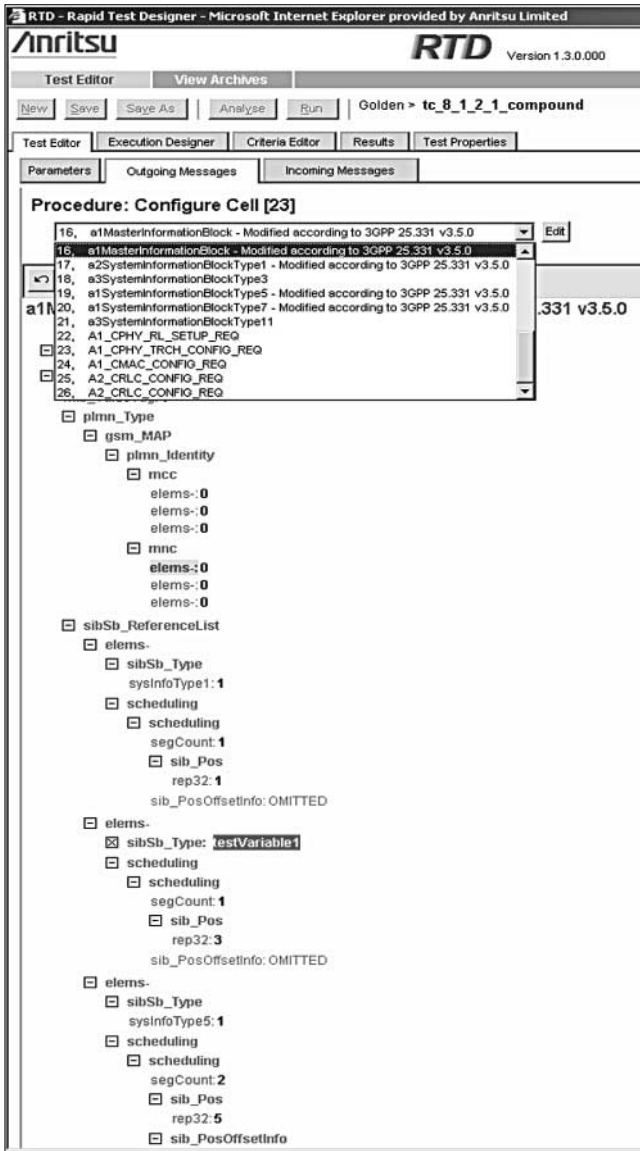 RTD - Rapid Test Designer - Microsoft Internet Explorer provided by Anritsu Limited
Anritsu RTD Version 1.3.0.000
Test Editor View Archives
New Save Save As Analyse Run Golden > tc_8_1_2_1_compound
Test Editor Execution Designer Criteria Editor Results Test Properties
Parameters Outgoing Messages Incoming Messages
Procedure: Configure Cell [23]
16, a1MasterInformationBlock - Modified according to 3GPP 25.331 v3.5.0 Edit
16, a1MasterInformationBlock - Modified according to 3GPP 25.331 v3.5.0
17, a2SystemInformationBlockType1 - Modified according to 3GPP 25.331 v3.5.0
18, a3SystemInformationBlockType3
19, a1SystemInformationBlockType5 - Modified according to 3GPP 25.331 v3.5.0
20, a1SystemInformationBlockType7 - Modified according to 3GPP 25.331 v3.5.0
21, a3SystemInformationBlockType11
22, A1_CPHY_RL_SETUP_REQ
23, A1_CPHY_TRCH_CONFIG_REQ
24, A1_CMAC_CONFIG_REQ
25, A2_CRLC_CONFIG_REQ
26, A2_CRLC_CONFIG_REQ
a1M .331 v3.5.0
plmn_Type
gsm_MAP
plmn_Identity
mcc
elems-:0
elems-:0
elems-:0
mnc
elems-:0
elems-:0
elems-:0
sibSb_ReferenceList
elems-
sibSb_Type
sysInfoType1:1
scheduling
scheduling
segCount:1
sib_Pos
rep32:1
sib_PosOffsetInfo: OMITTED
elems-
sibSb_Type: testVariable1
scheduling
scheduling
segCount:1
sib_Pos
rep32:3
sib_PosOffsetInfo: OMITTED
elems-
sibSb_Type
sysInfoType5:1
scheduling
scheduling
segCount:2
sib_Pos
rep32:5
sib_PosOffsetInfo